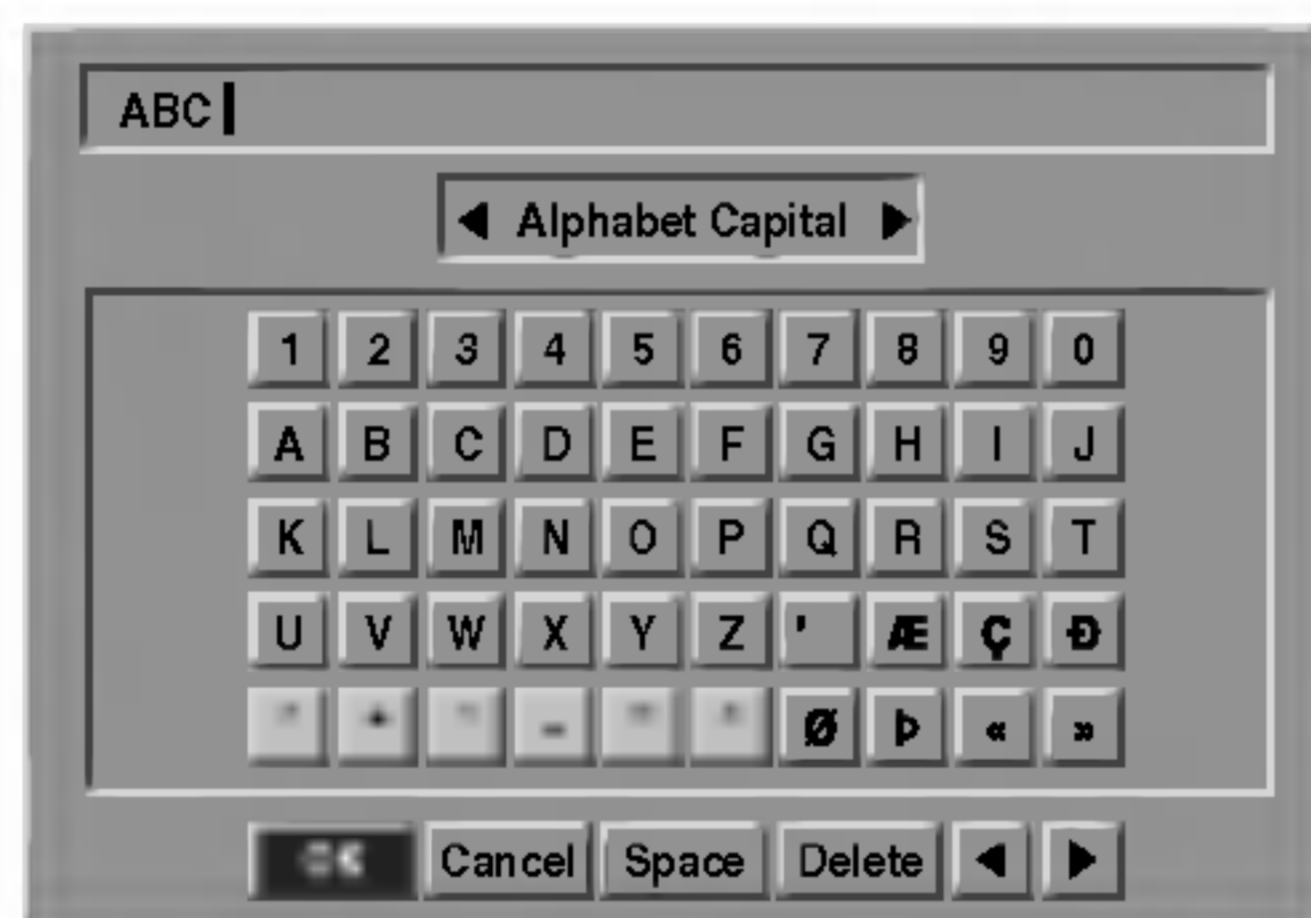 ABC
◀ Alphabet Capital ▶
1 2 3 4 5 6 7 8 9 0
A B C D E F G H I J
K L M N O P Q R S T
U V W X Y Z ' Æ Ç Ð
Ø Þ « »
Cancel Space Delete ◀ ▶